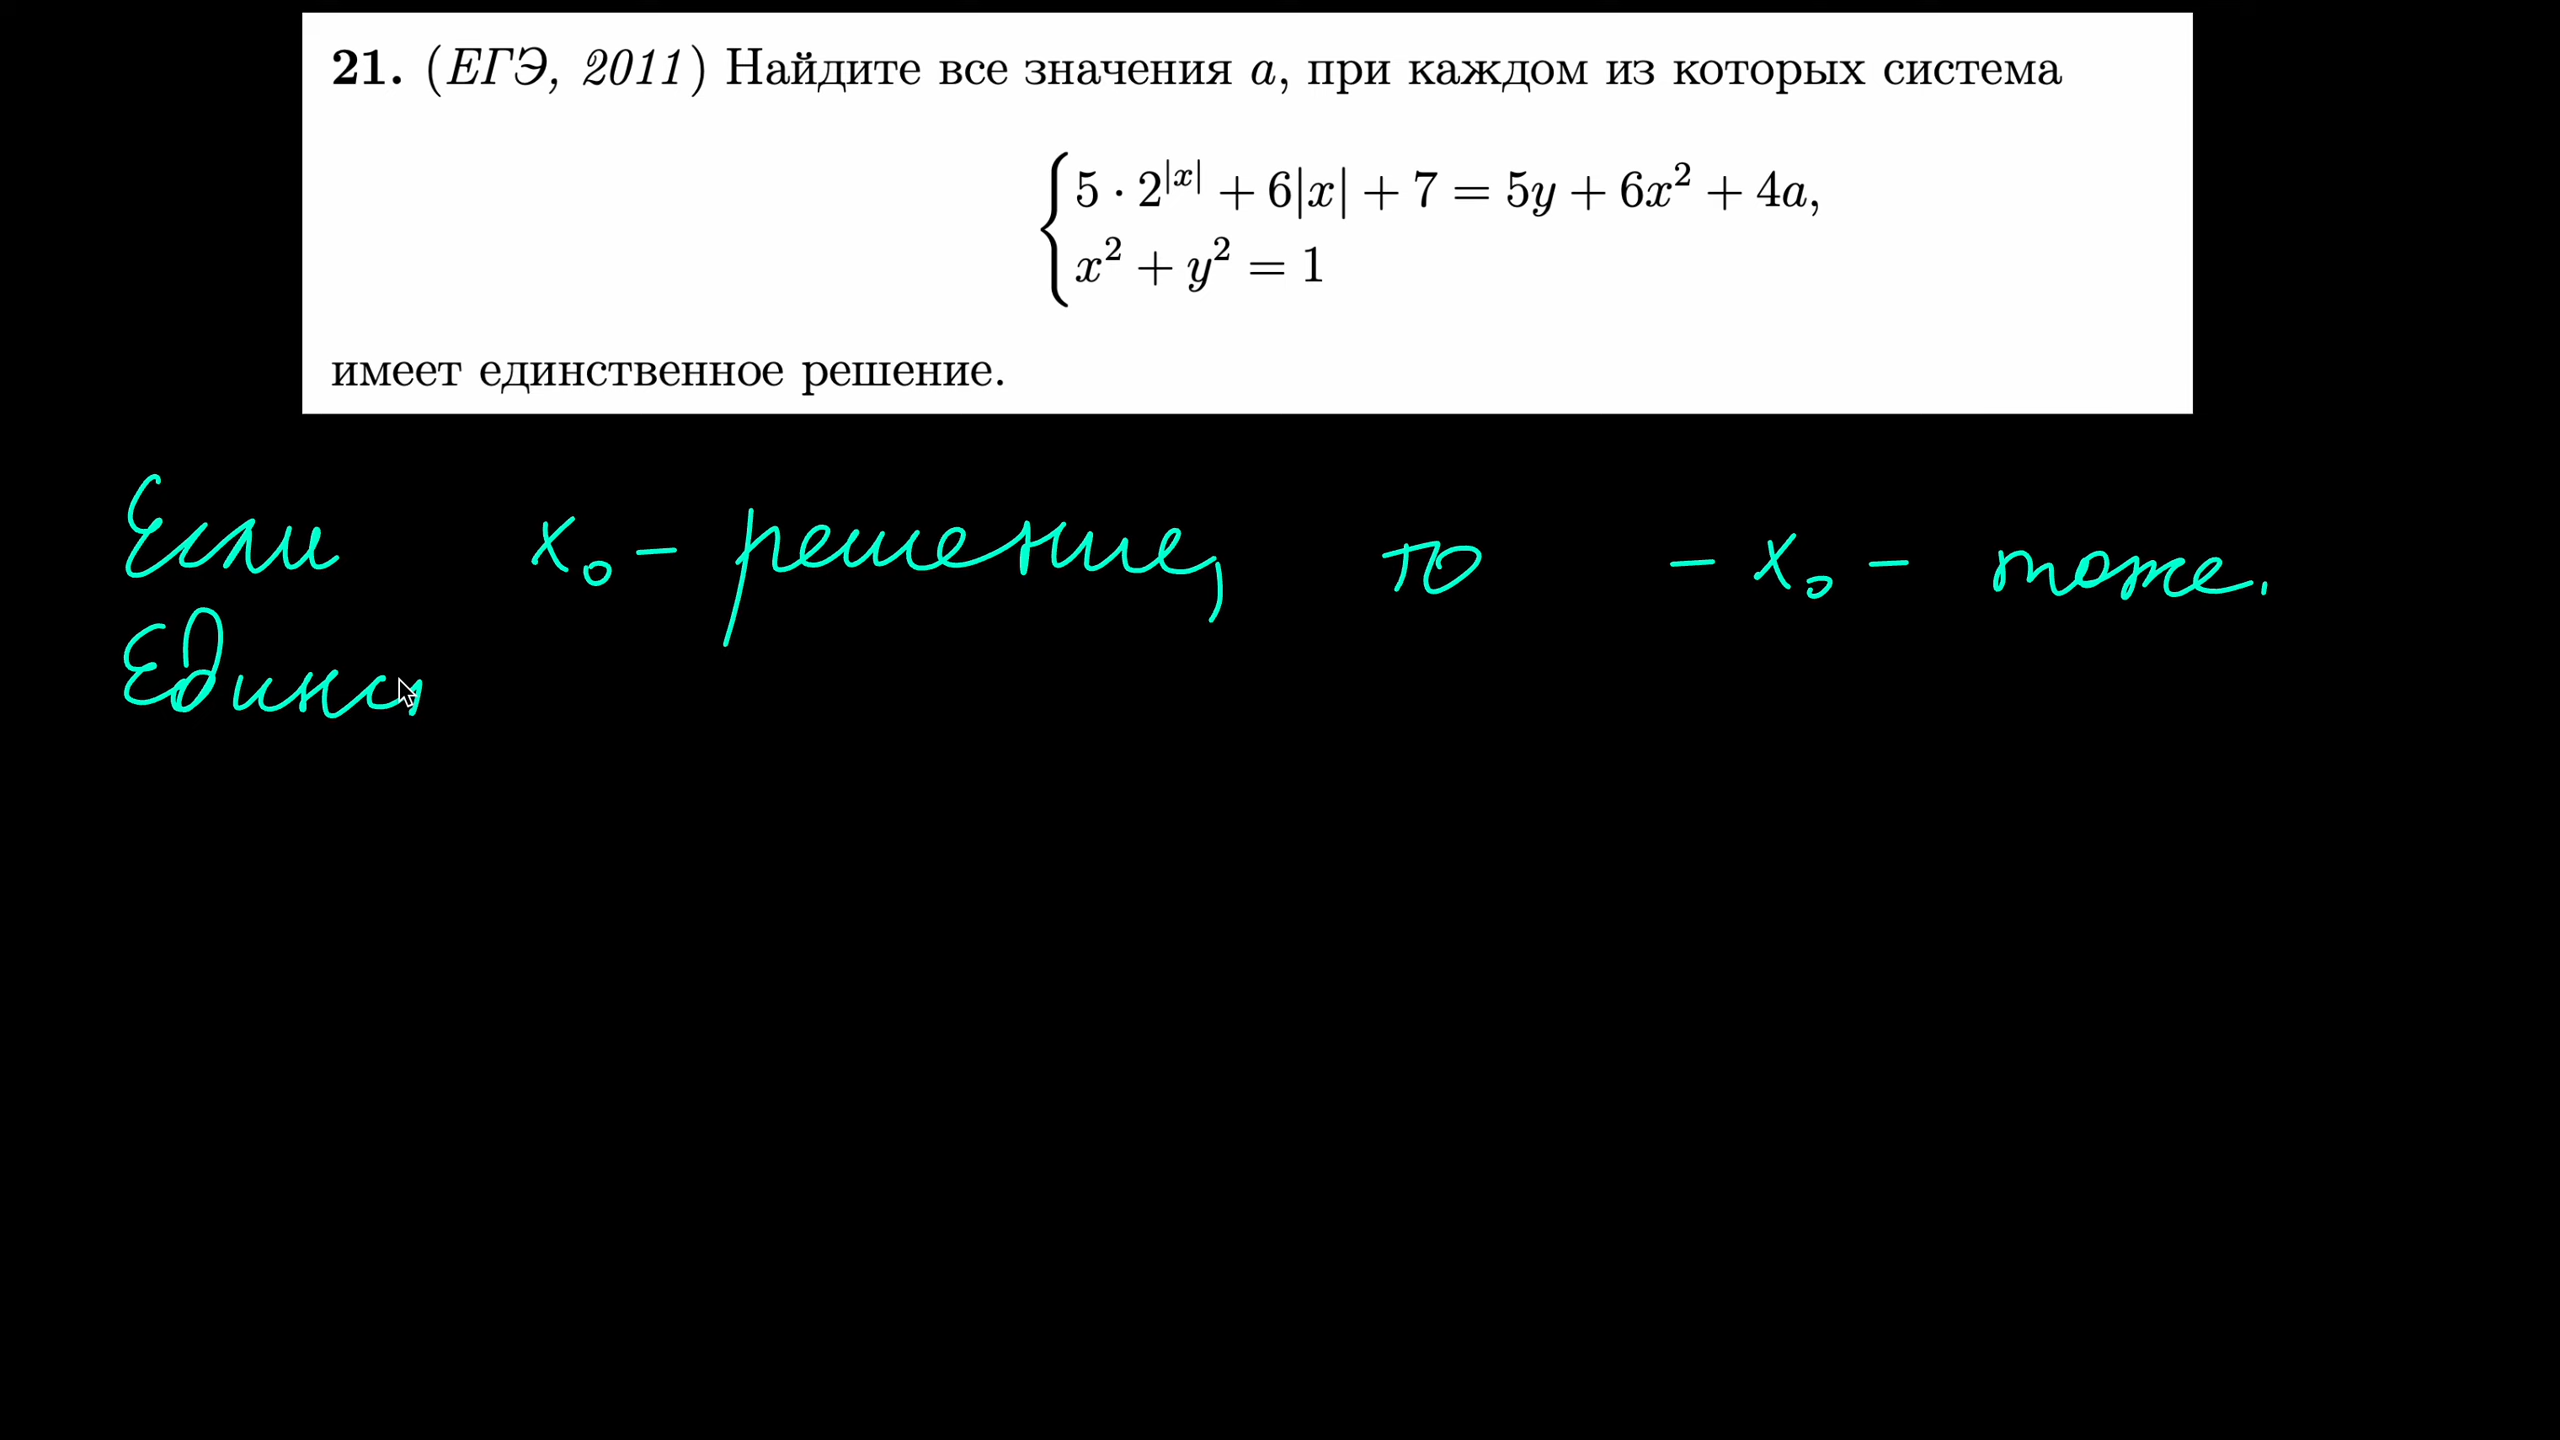 21. (ЕГЭ, 2011) Найдите все значения a, при каждом из которых система
5 · 2^{|x|} + 6|x| + 7 = 5y + 6x² + 4a,
x² + y² = 1
имеет единственное решение.
Если x₀ – решение, то – x₀ – тоже.
Единст